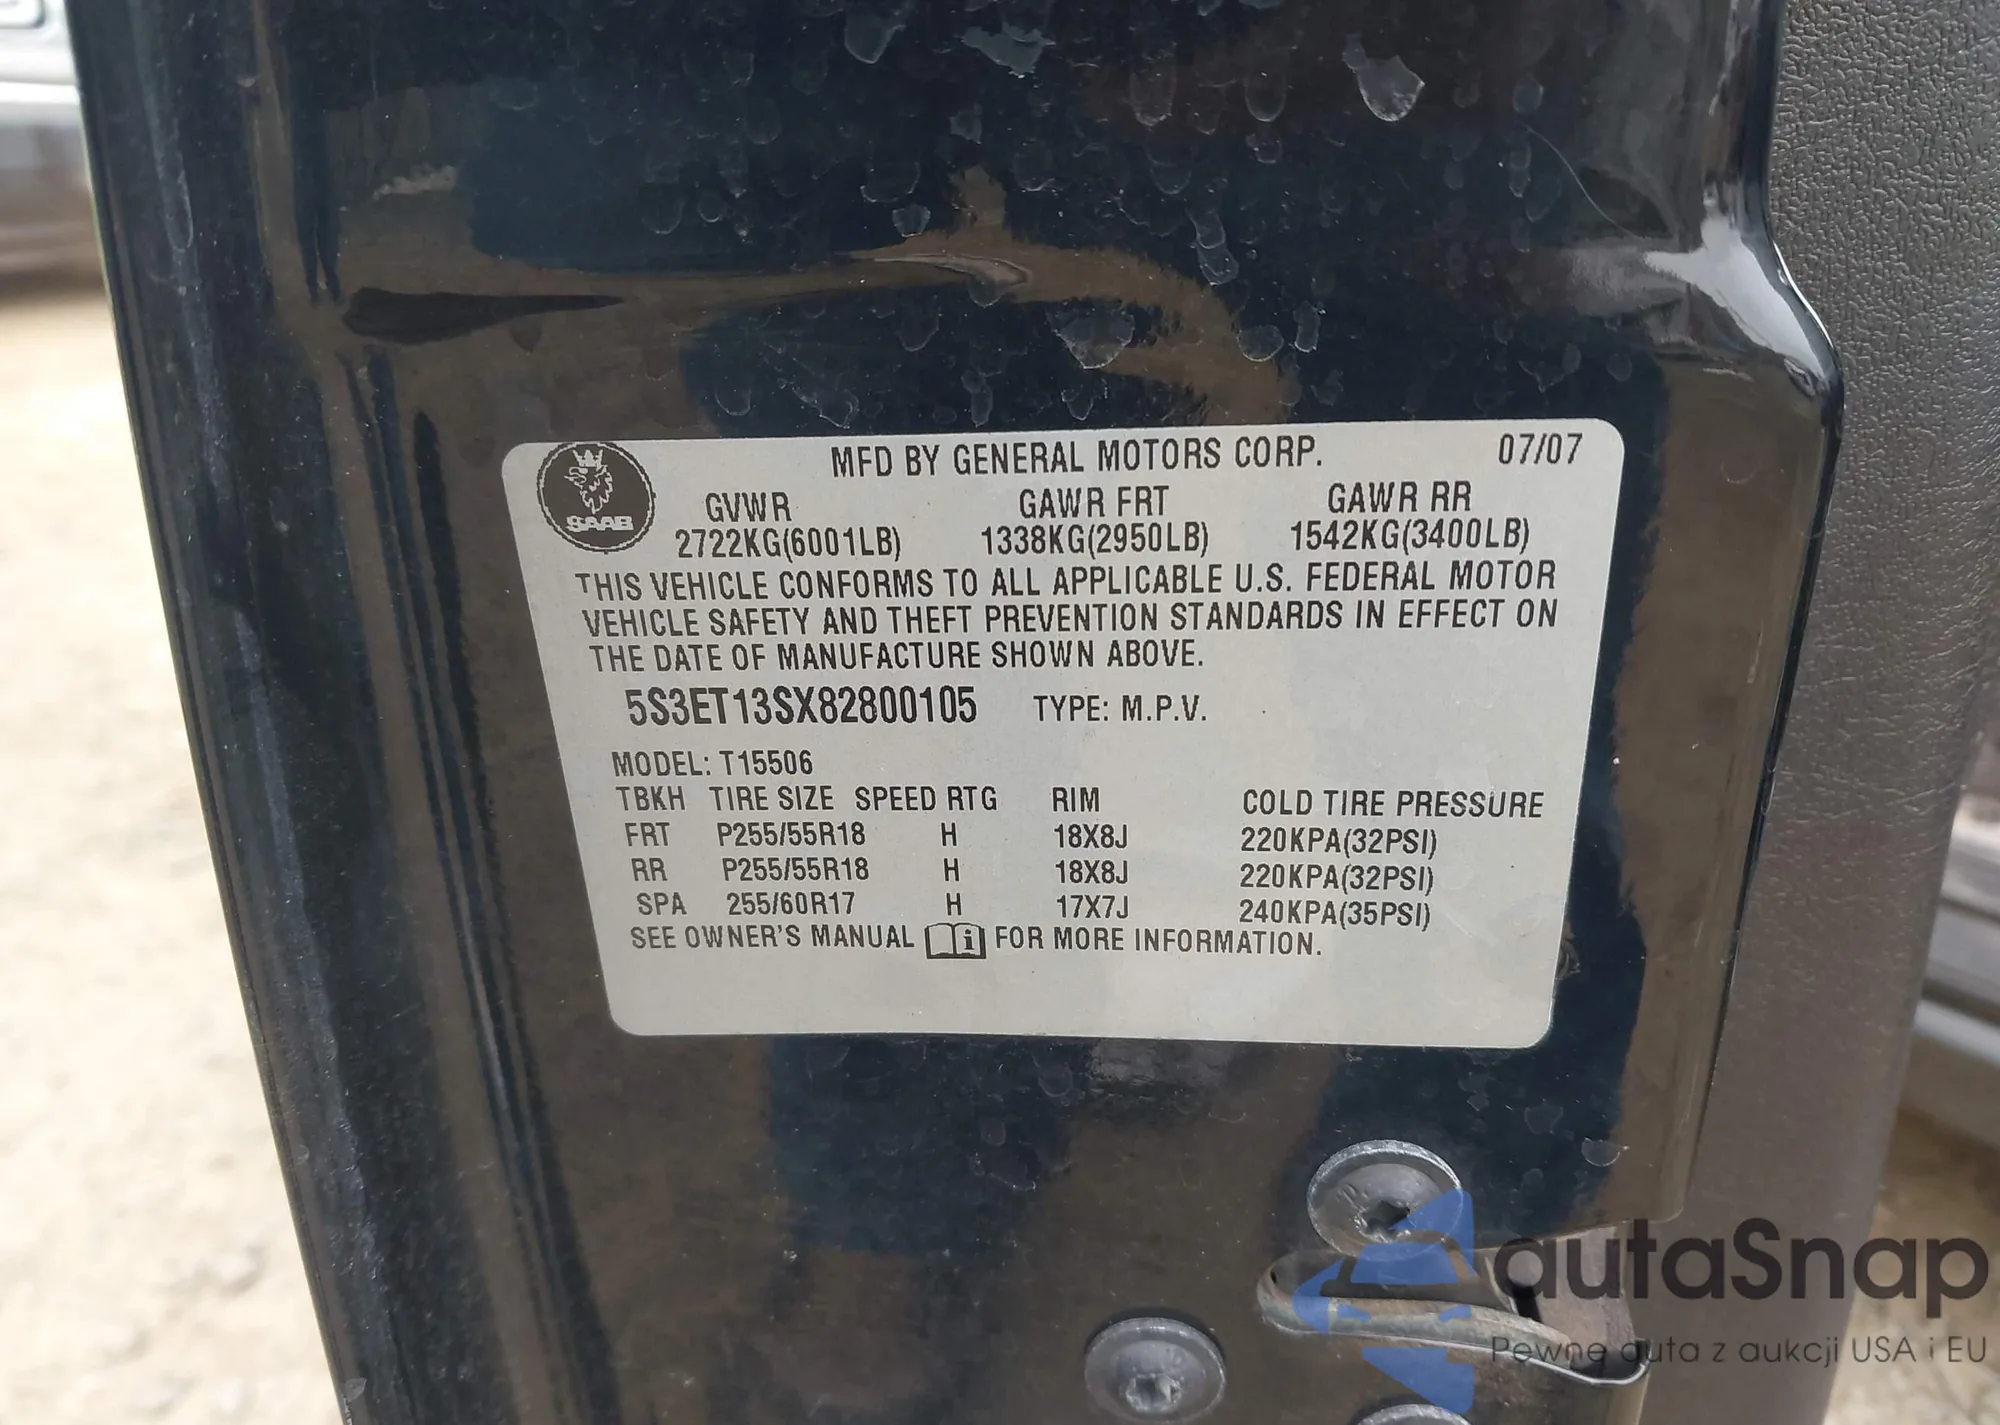 MFD BY GENERAL MOTORS CORP. 07/07
SAAB
GVWR GAWR FRT GAWR RR
2722KG(6001LB) 1338KG(2950LB) 1542KG(3400LB)
THIS VEHICLE CONFORMS TO ALL APPLICABLE U.S. FEDERAL MOTOR
VEHICLE SAFETY AND THEFT PREVENTION STANDARDS IN EFFECT ON
THE DATE OF MANUFACTURE SHOWN ABOVE.
5S3ET13SX82800105 TYPE: M.P.V.
MODEL: T15506
TBKH TIRE SIZE SPEED RTG RIM COLD TIRE PRESSURE
FRT P255/55R18 H 18X8J 220KPA(32PSI)
RR P255/55R18 H 18X8J 220KPA(32PSI)
SPA 255/60R17 H 17X7J 240KPA(35PSI)
SEE OWNER'S MANUAL i FOR MORE INFORMATION.
autaSnap
Pewne auta z aukcji USA i EU